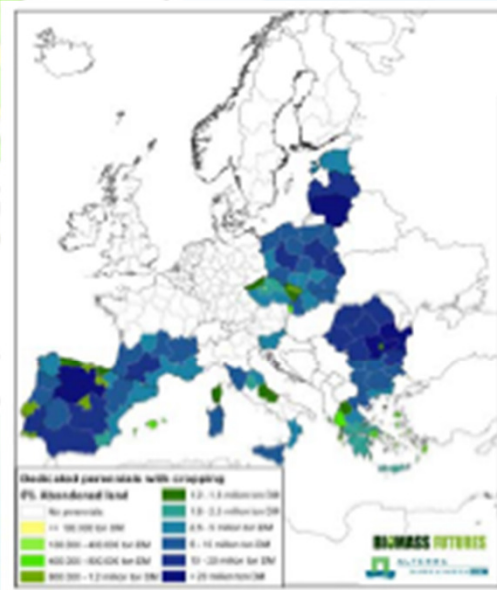 Dedicated perennials with cropping
0% Abandoned land
No perennials
<= 100.000 ton DM
100.000 - 400.000 ton DM
400.000 - 800.000 ton DM
800.000 - 1.2 million ton DM
1.2 - 1.8 million ton DM
1.8 - 2.5 million ton DM
2.5 - 5 million ton DM
5 - 10 million ton DM
10 - 20 million ton DM
> 20 million ton DM
BIOMASS FUTURES
ALTERRA